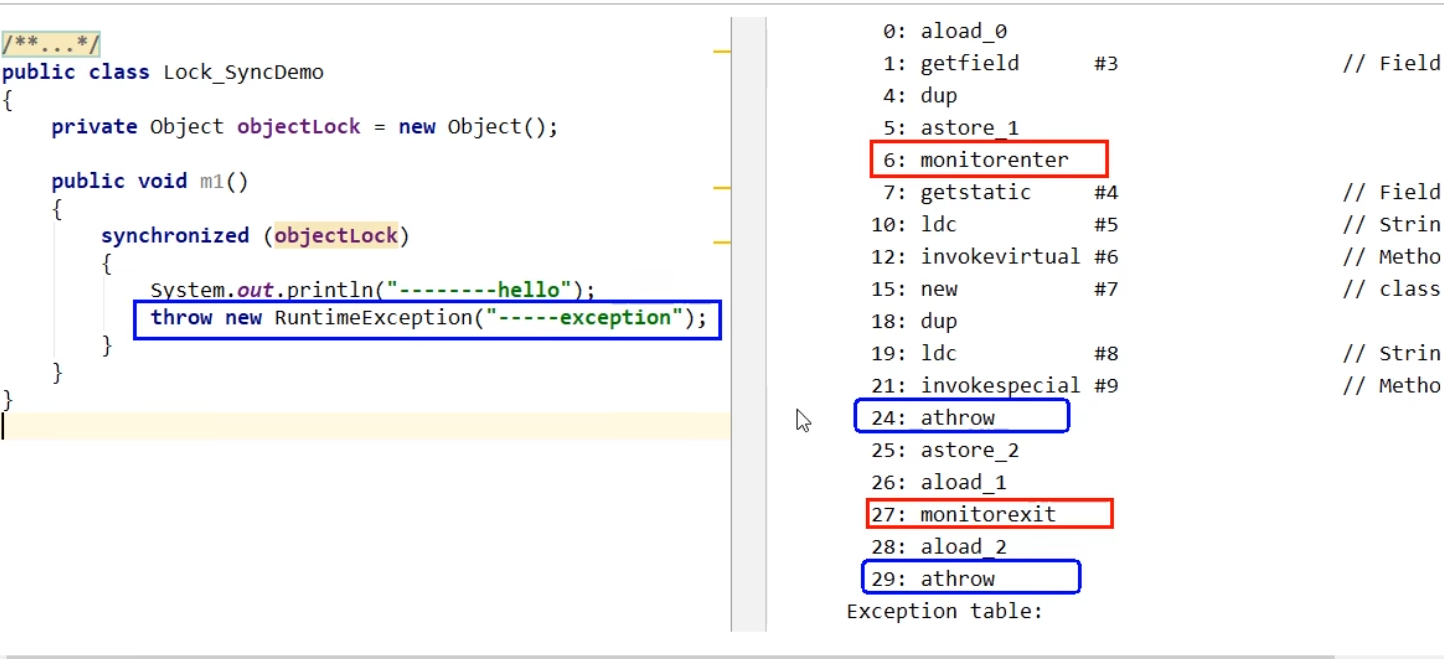 /**...*/
public class Lock_SyncDemo
{
    private Object objectLock = new Object();
    public void m1()
    {
        synchronized (objectLock)
        {
            System.out.println("--------hello");
            throw new RuntimeException("-----exception");
        }
    }
}
0: aload_0
1: getfield #3 // Field
4: dup
5: astore_1
6: monitorenter
7: getstatic #4 // Field
10: ldc #5 // Strin
12: invokevirtual #6 // Metho
15: new #7 // class
18: dup
19: ldc #8 // Strin
21: invokespecial #9 // Metho
24: athrow
25: astore_2
26: aload_1
27: monitorexit
28: aload_2
29: athrow
Exception table: